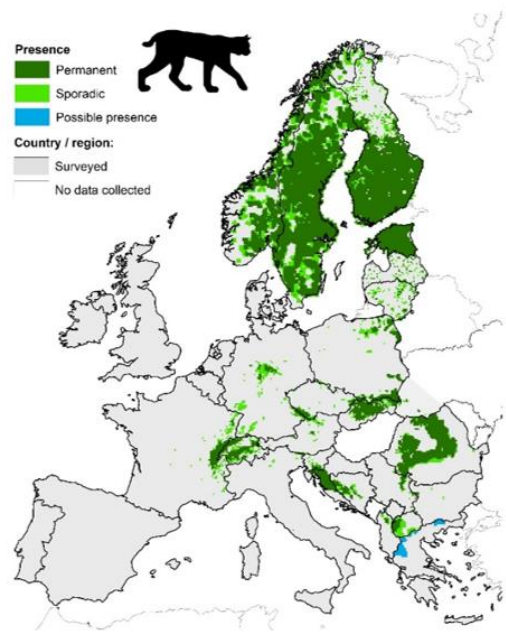 Presence
Permanent
Sporadic
Possible presence
Country / region:
Surveyed
No data collected